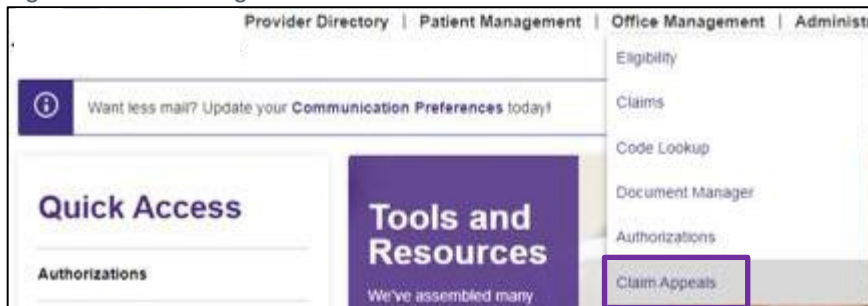 Provider Directory | Patient Management | Office Management |
Eligibility
Want less mail? Update your Communication Preferences today!
Claims
Code Lookup
Quick Access
Tools and
Resources
Document Manager
Authorizations
Authorizations
Claim Appeals
We've assembled many